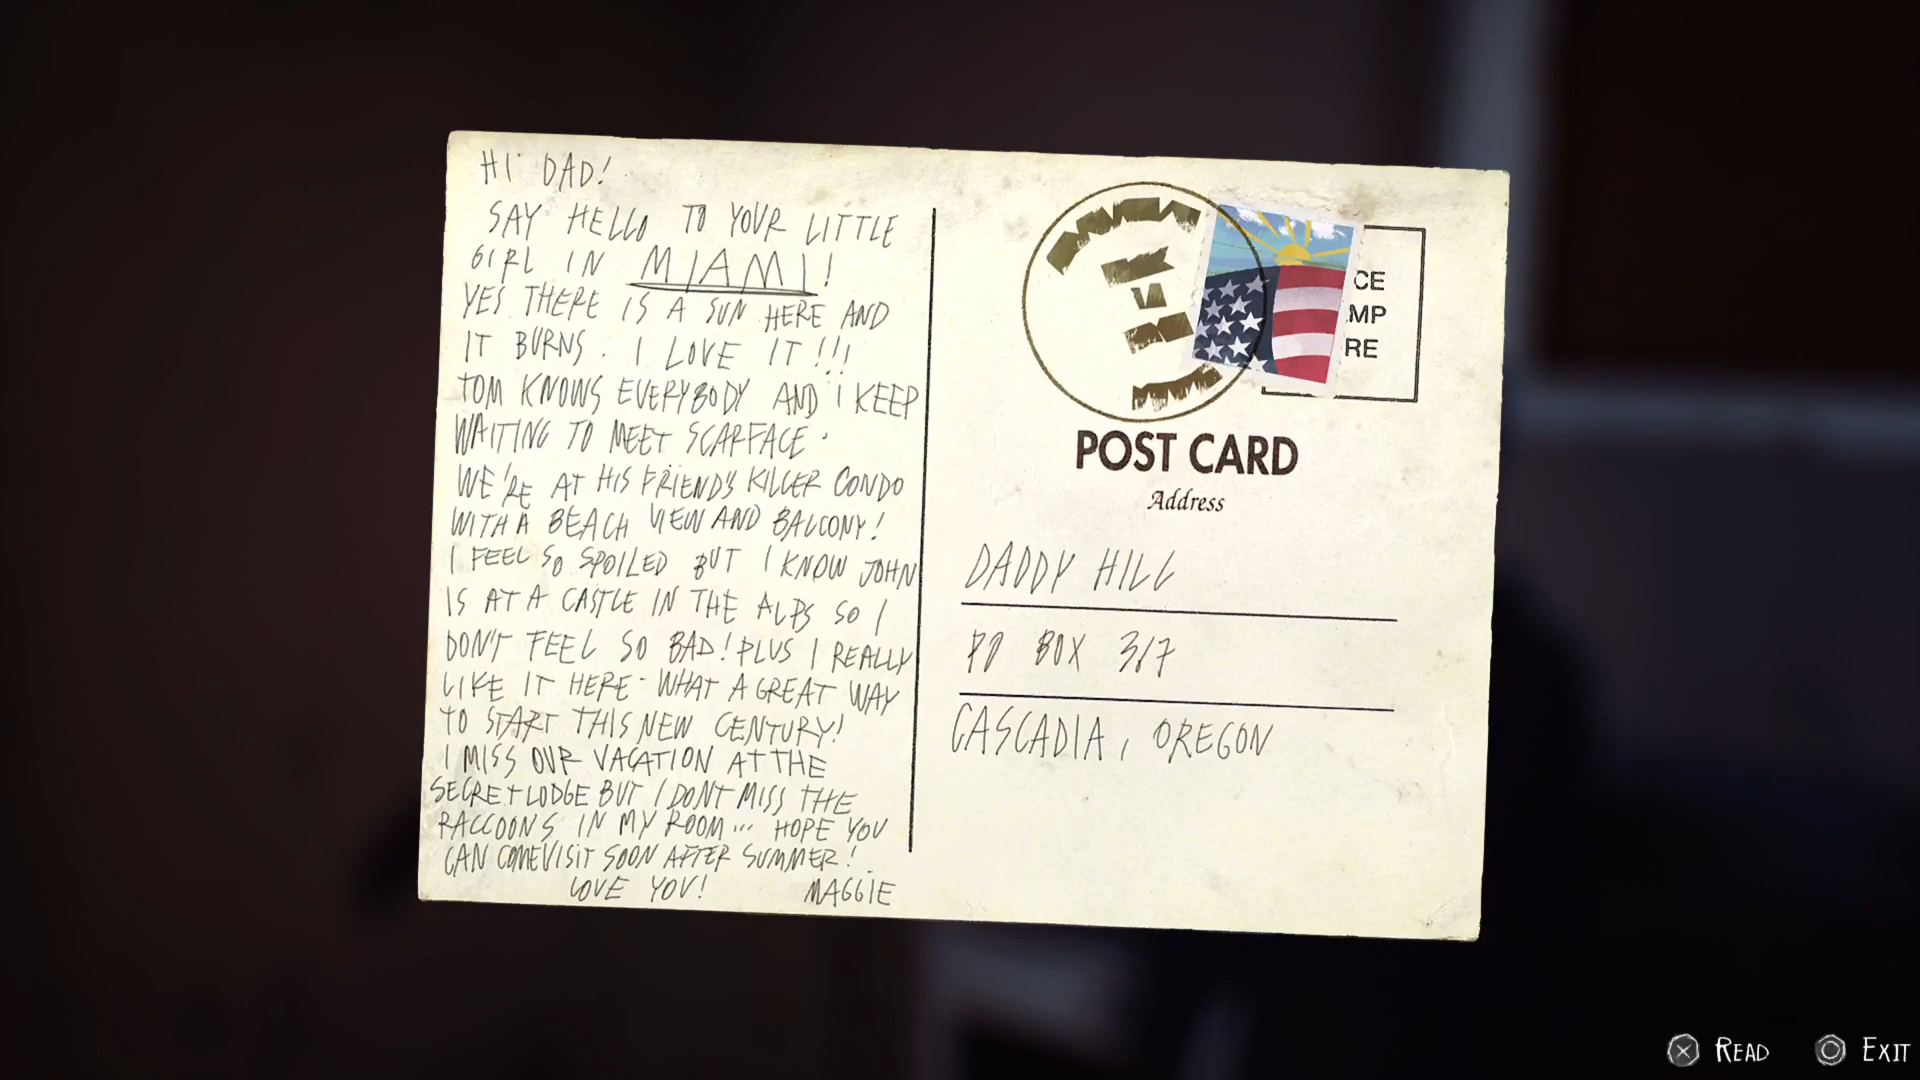 HI DAD!
SAY HELLO TO YOUR LITTLE
GIRL IN MIAMI!
YES THERE IS A SUN HERE AND
IT BURNS. I LOVE IT!!!
TOM KNOWS EVERYBODY AND I KEEP
WAITING TO MEET SCARFACE.
WE'RE AT HIS FRIENDS KILLER CONDO
WITH A BEACH VIEW AND BALCONY!
I FEEL SO SPOILED BUT I KNOW JOHN
IS AT A CASTLE IN THE ALPS SO I
DON'T FEEL SO BAD! PLUS I REALLY
LIKE IT HERE - WHAT A GREAT WAY
TO START THIS NEW CENTURY!
I MISS OUR VACATION AT THE
SECRET LODGE BUT I DONT MISS THE
RACCOONS IN MY ROOM... HOPE YOU
CAN COME VISIT SOON AFTER SUMMER!
LOVE YOU! MAGGIE
CE
MP
RE
POST CARD
Address
DADDY HILL
PO BOX 317
CASCADIA, OREGON
READ EXIT